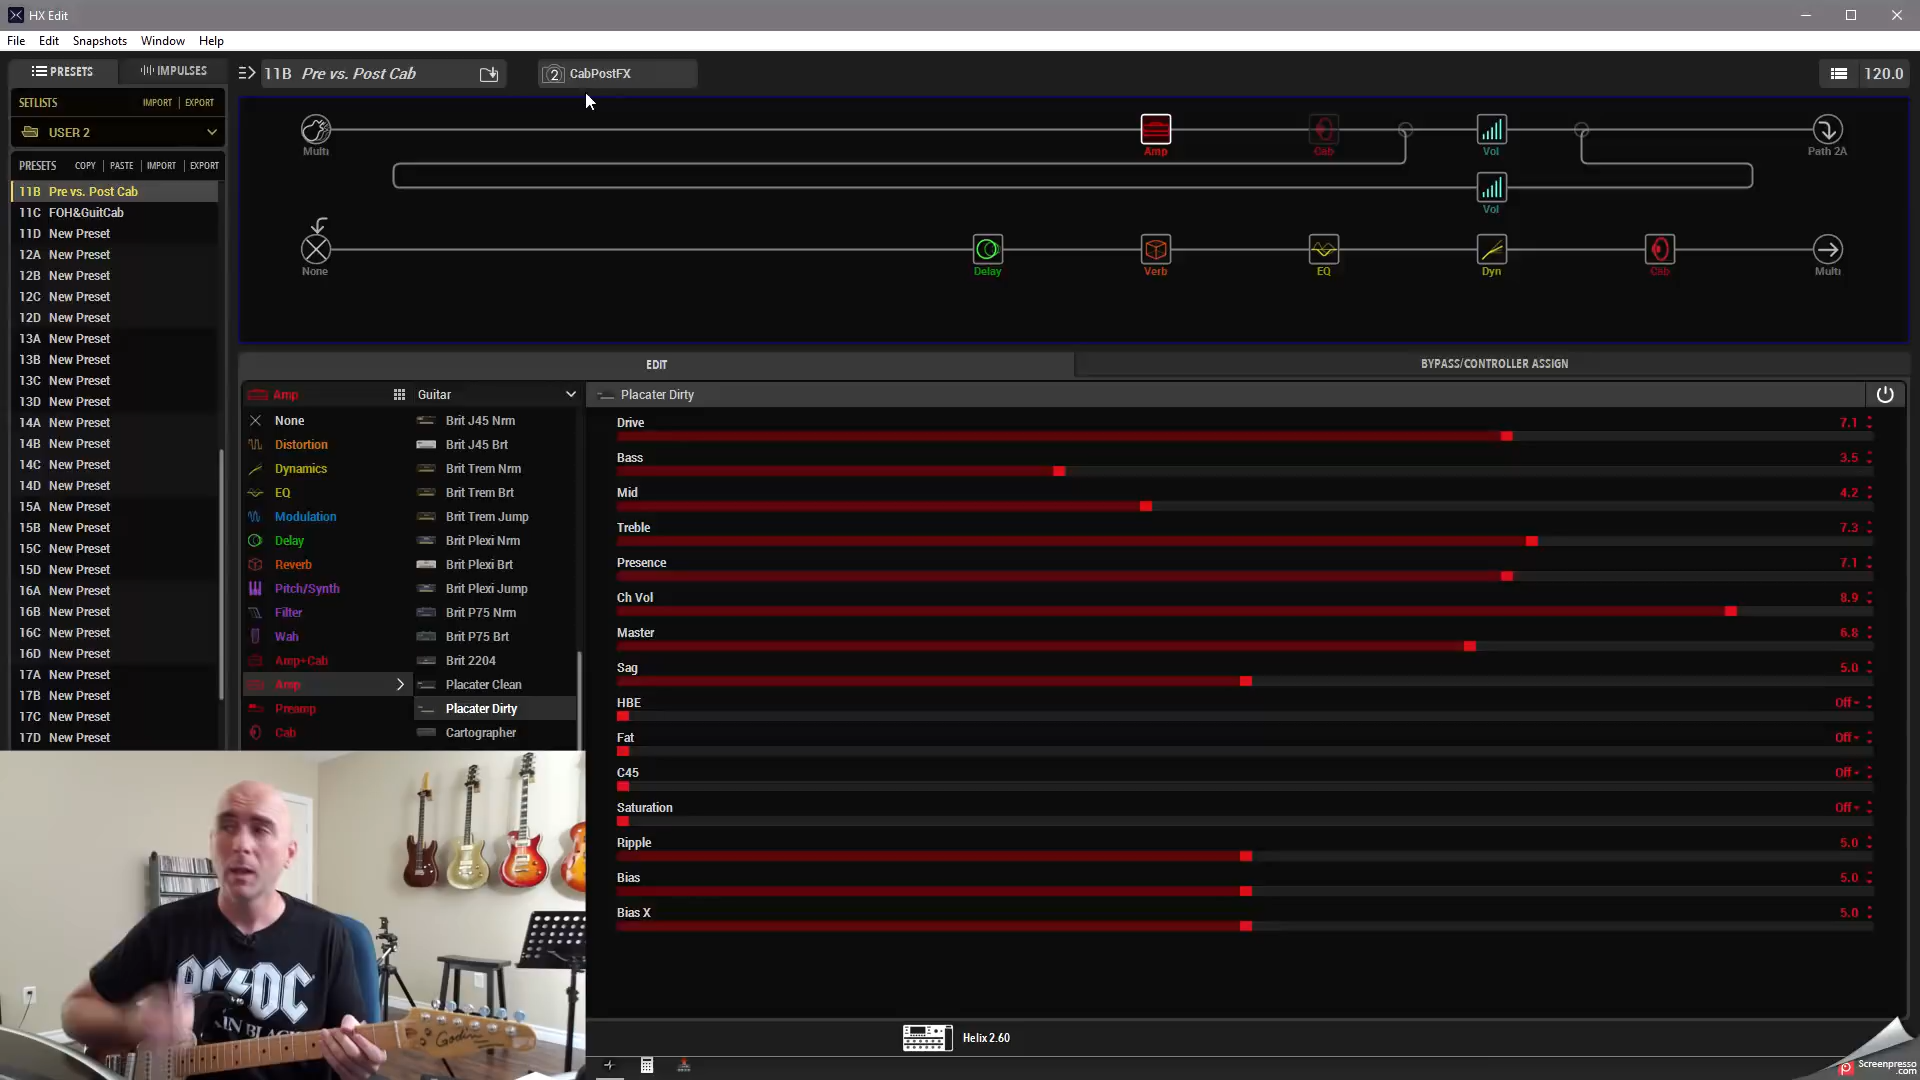 HX Edit
File Edit Snapshots Window Help
PRESETS IMPULSES
11B Pre vs. Post Cab
2 CabPostFX
120.0
SETLISTS IMPORT | EXPORT
USER 2
PRESETS COPY PASTE IMPORT EXPORT
11B Pre vs. Post Cab
11C FOH&GuitCab
11D New Preset
12A New Preset
12B New Preset
12C New Preset
12D New Preset
13A New Preset
13B New Preset
13C New Preset
13D New Preset
14A New Preset
14B New Preset
14C New Preset
14D New Preset
15A New Preset
15B New Preset
15C New Preset
15D New Preset
16A New Preset
16B New Preset
16C New Preset
16D New Preset
17A New Preset
17B New Preset
17C New Preset
17D New Preset
Multi Amp Cab Vol Path 2A
Vol
None Delay Verb EQ Dyn Cab Multi
EDIT BYPASS/CONTROLLER ASSIGN
Amp Guitar
None
Distortion
Dynamics
EQ
Modulation
Delay
Reverb
Pitch/Synth
Filter
Wah
Amp+Cab
Amp
Preamp
Cab
Brit J45 Nrm
Brit J45 Brt
Brit Trem Nrm
Brit Trem Brt
Brit Trem Jump
Brit Plexi Nrm
Brit Plexi Brt
Brit Plexi Jump
Brit P75 Nrm
Brit P75 Brt
Brit 2204
Placater Clean
Placater Dirty
Cartographer
Placater Dirty
Drive 7.1
Bass 3.5
Mid 4.2
Treble 7.3
Presence 7.1
Ch Vol 8.9
Master 6.8
Sag 5.0
HBE Off
Fat Off
C45 Off
Saturation Off
Ripple 5.0
Bias 5.0
Bias X 5.0
AC DC
IN BLAC
Godin
Helix 2.60
Screenpresso
.com